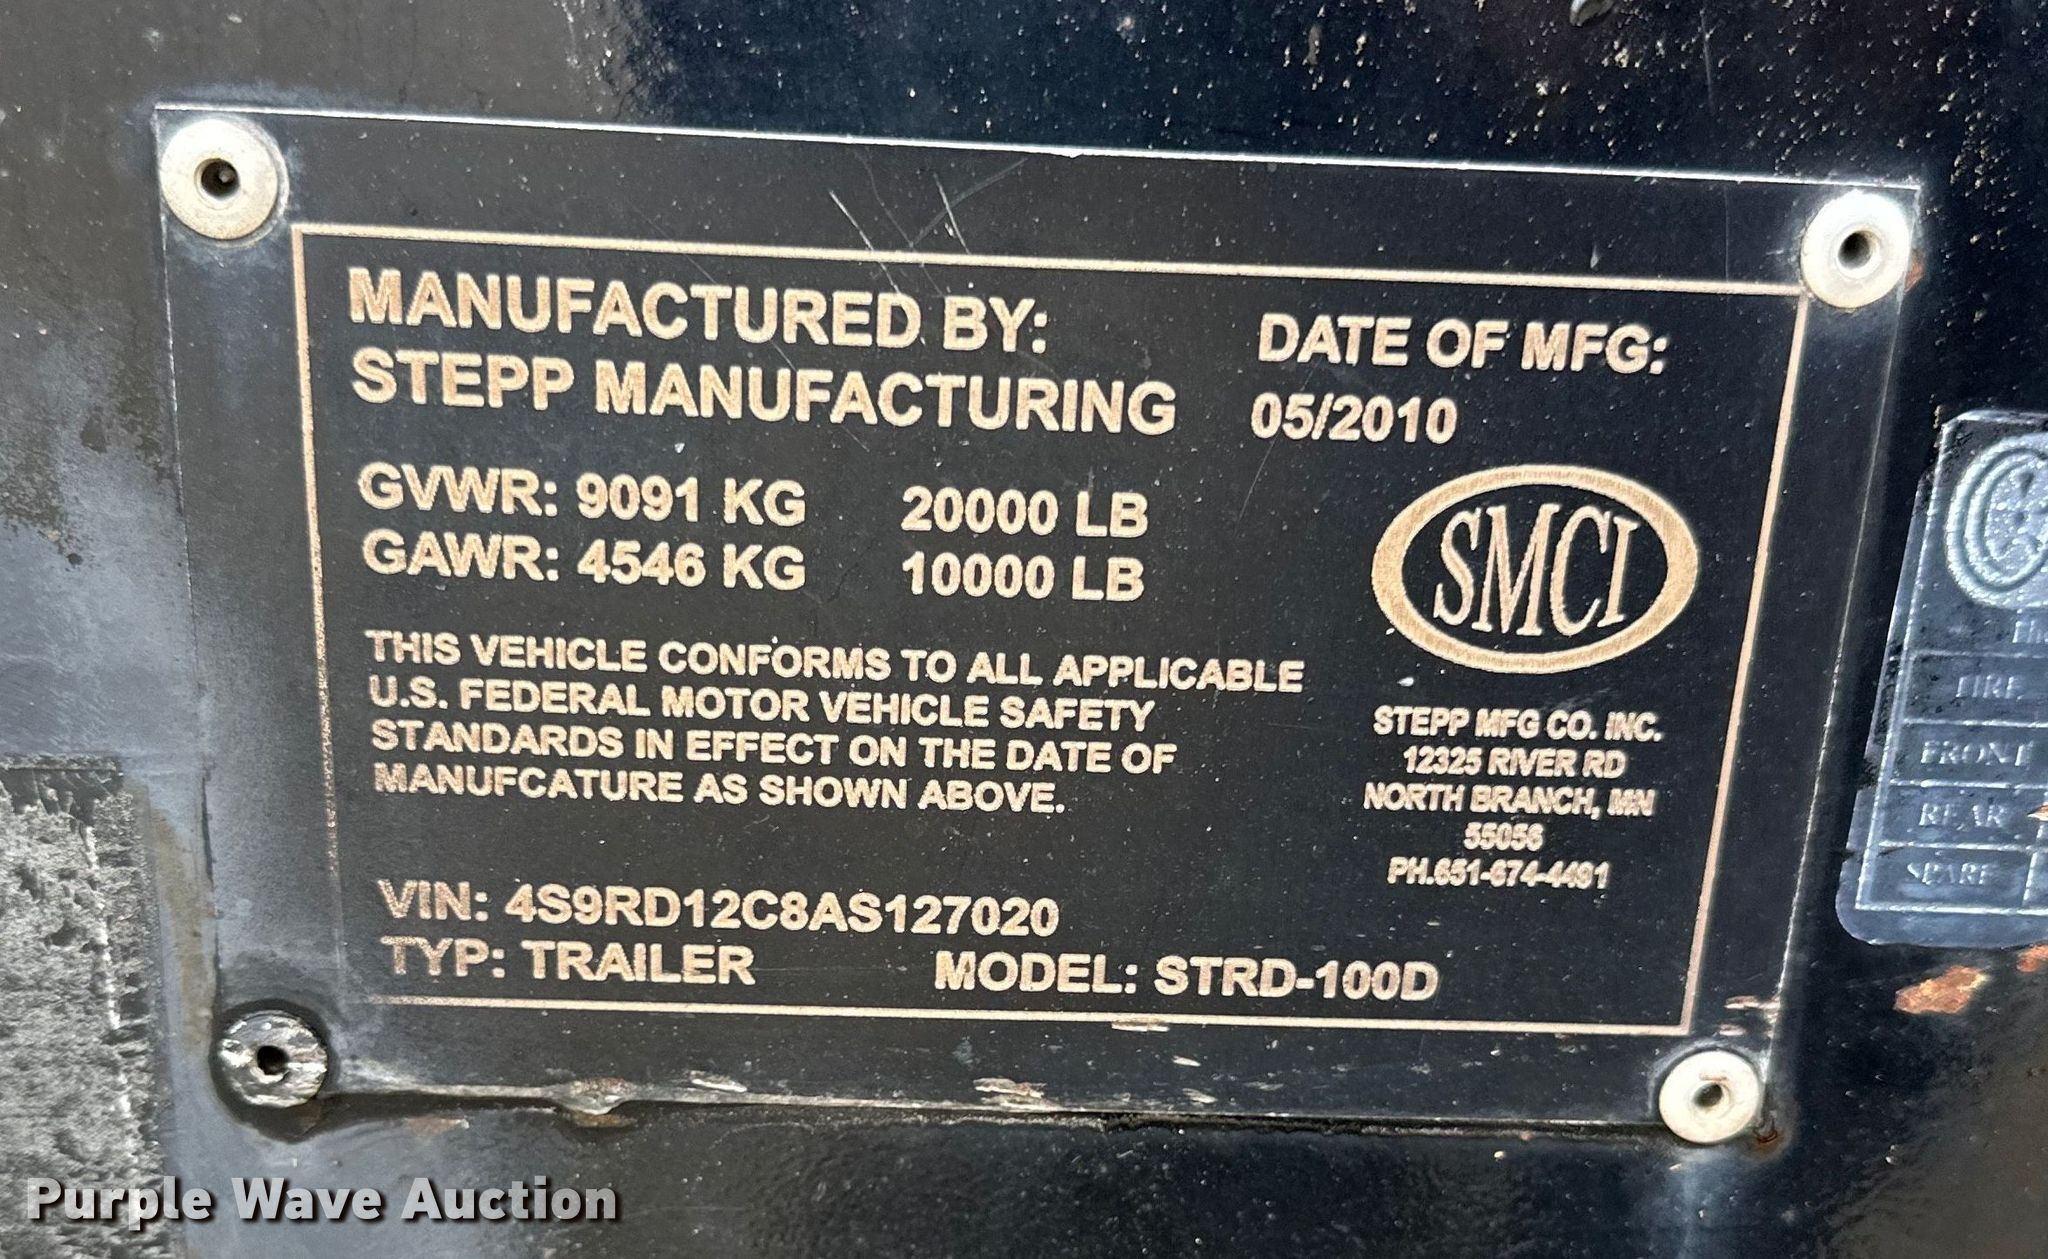 MANUFACTURED BY:
STEPP MANUFACTURING
DATE OF MFG:
05/2010
GVWR: 9091 KG 20000 LB
GAWR: 4546 KG 10000 LB
SMCI
THIS VEHICLE CONFORMS TO ALL APPLICABLE
U.S. FEDERAL MOTOR VEHICLE SAFETY
STANDARDS IN EFFECT ON THE DATE OF
MANUFCATURE AS SHOWN ABOVE.
STEPP MFG CO. INC.
12325 RIVER RD
NORTH BRANCH, MN
55056
PH.651-674-4491
VIN: 4S9RD12C8AS127020
TYP: TRAILER MODEL: STRD-100D
TIRE
FRONT
REAR
SPARE
Purple Wave Auction